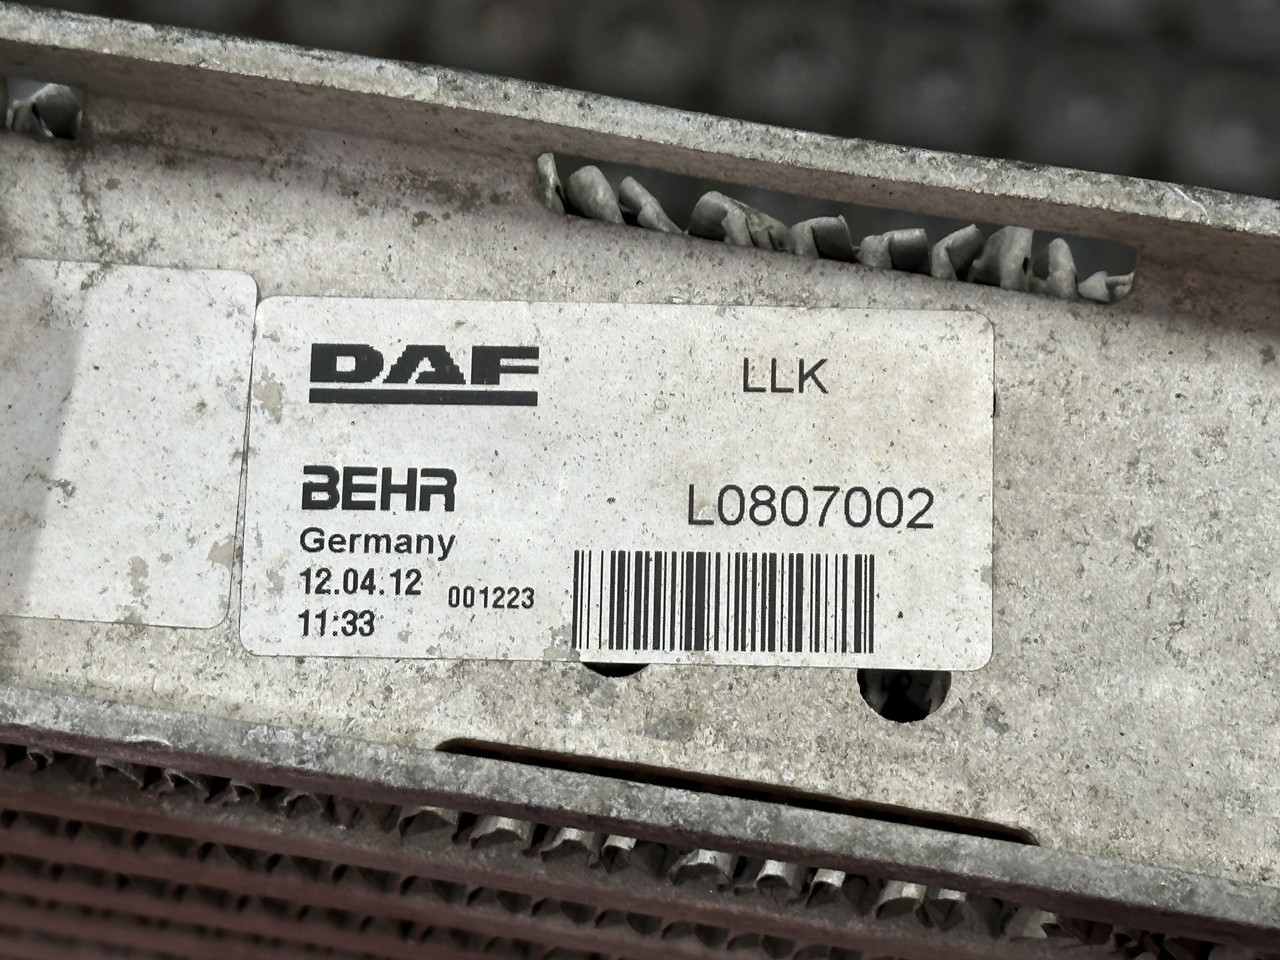 DAF
LLK
BEHR
L0807002
Germany
12.04.12
001223
11:33